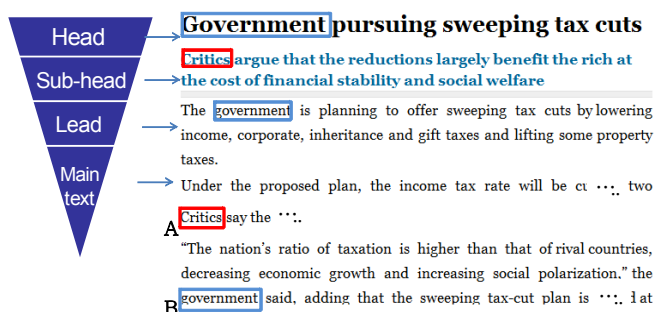 Head
Sub-head
Lead
Main
text
Government pursuing sweeping tax cuts
Critics argue that the reductions largely benefit the rich at
the cost of financial stability and social welfare
The government is planning to offer sweeping tax cuts by lowering
income, corporate, inheritance and gift taxes and lifting some property
taxes.
Under the proposed plan, the income tax rate will be two
A
Critics say the
“The nation’s ratio of taxation is higher than that of rival countries,
decreasing economic growth and increasing social polarization.” the
B
government said, adding that the sweeping tax-cut plan is at